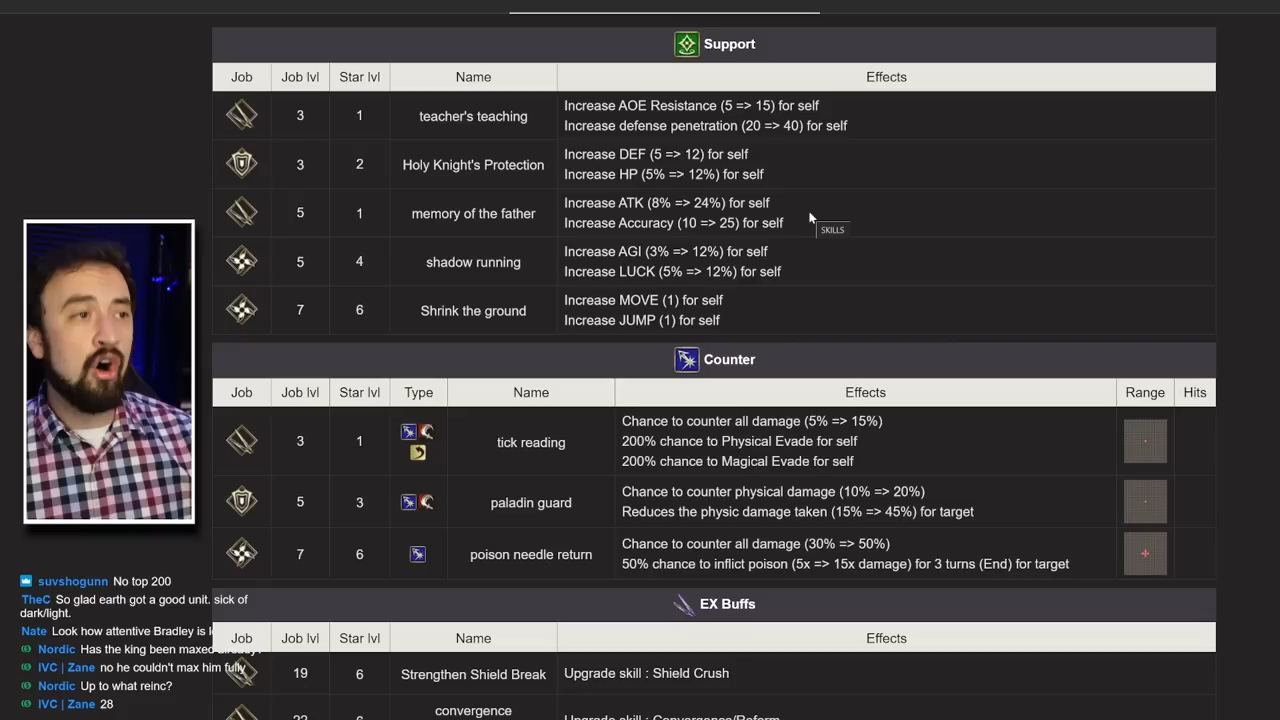 Support
Job Job lvl Star lvl Name Effects
3 1 teacher's teaching Increase AOE Resistance (5 => 15) for self
Increase defense penetration (20 => 40) for self
3 2 Holy Knight's Protection Increase DEF (5 => 12) for self
Increase HP (5% => 12%) for self
5 1 memory of the father Increase ATK (8% => 24%) for self
Increase Accuracy (10 => 25) for self
SKILLS
5 4 shadow running Increase AGI (3% => 12%) for self
Increase LUCK (5% => 12%) for self
7 6 Shrink the ground Increase MOVE (1) for self
Increase JUMP (1) for self
Counter
Job Job lvl Star lvl Type Name Effects Range Hits
3 1 tick reading Chance to counter all damage (5% => 15%)
200% chance to Physical Evade for self
200% chance to Magical Evade for self
5 3 paladin guard Chance to counter physical damage (10% => 20%)
Reduces the physic damage taken (15% => 45%) for target
7 6 poison needle return Chance to counter all damage (30% => 50%)
50% chance to inflict poison (5x => 15x damage) for 3 turns (End) for target
EX Buffs
Job Job lvl Star lvl Name Effects
19 6 Strengthen Shield Break Upgrade skill : Shield Crush
convergence
suvshogunn No top 200
TheC So glad earth got a good unit. sick of
dark/light.
Nate Look how attentive Bradley is
Nordic Has the king been maxed already?
IVC | Zane no he couldn't max him fully
Nordic Up to what reinc?
IVC | Zane 28